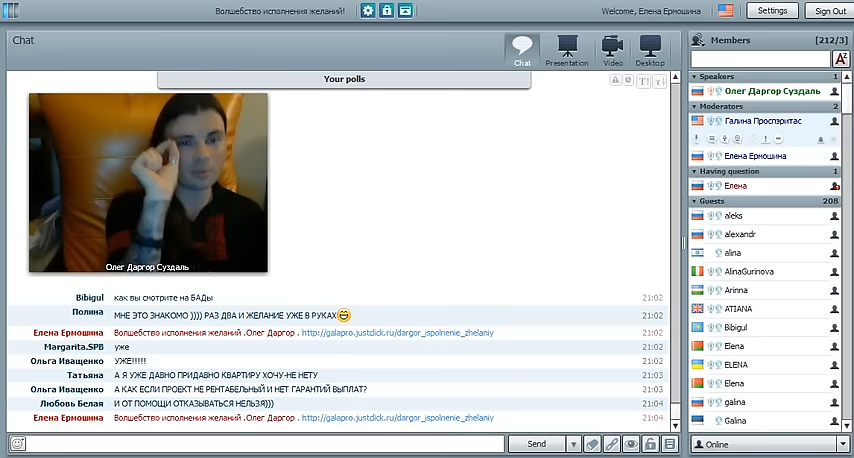 Волшебство исполнения желаний!
Welcome, Елена Ермошина
Settings
Sign Out
Chat
Chat
Presentation
Video
Desktop
Your polls
Олег Даргор Суздаль
Bibigul как вы смотрите на БАДы 21:02
Полина МНЕ ЭТО ЗНАКОМО )))) РАЗ ДВА И ЖЕЛАНИЕ УЖЕ В РУКАХ 21:02
Елена Ермошина Волшебство исполнения желаний .Олег Даргор . http://galapro.justclick.ru/dargor_ispolnenie_zhelaniy 21:02
Margarita.SPB уже 21:02
Ольга Иващенко УЖЕ!!!!! 21:02
Татьяна А Я УЖЕ ДАВНО ПРИДАВНО КВАРТИРУ ХОЧУ-НЕ НЕТУ 21:03
Ольга Иващенко А КАК ЕСЛИ ПРОЕКТ НЕ РЕНТАБЕЛЬНЫЙ И НЕТ ГАРАНТИЙ ВЫПЛАТ? 21:03
Любовь Белая И ОТ ПОМОЩИ ОТКАЗЫВАТЬСЯ НЕЛЬЗЯ))) 21:04
Елена Ермошина Волшебство исполнения желаний .Олег Даргор . http://galapro.justclick.ru/dargor_ispolnenie_zhelaniy 21:04
Send
Members [212/3]
Speakers 1
Олег Даргор Суздаль
Moderators 2
Галина Проспэритас
Елена Ермошина
Having question 1
Елена
Guests 208
aleks
alexandr
alina
AlinaGurinova
Arinna
ATIANA
Bibigul
Elena
ELENA
Elena
galina
Galina
Online